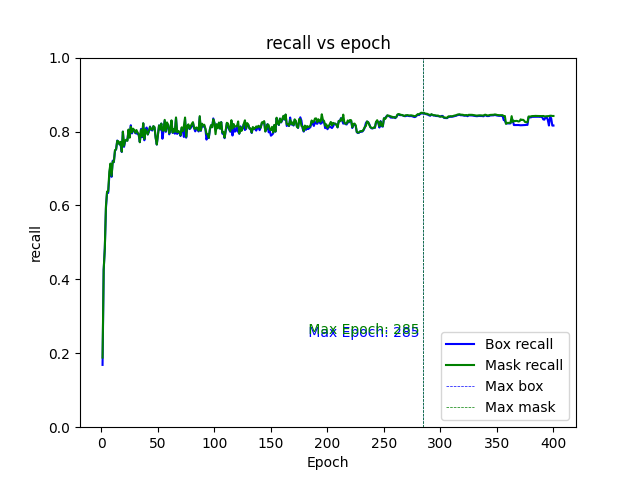 recall vs epoch
1.0
0.8
0.6
0.4
0.2
0.0
recall
Max Epoch: 285
Max Epoch: 285
Box recall
Mask recall
Max box
Max mask
0 50 100 150 200 250 300 350 400
Epoch